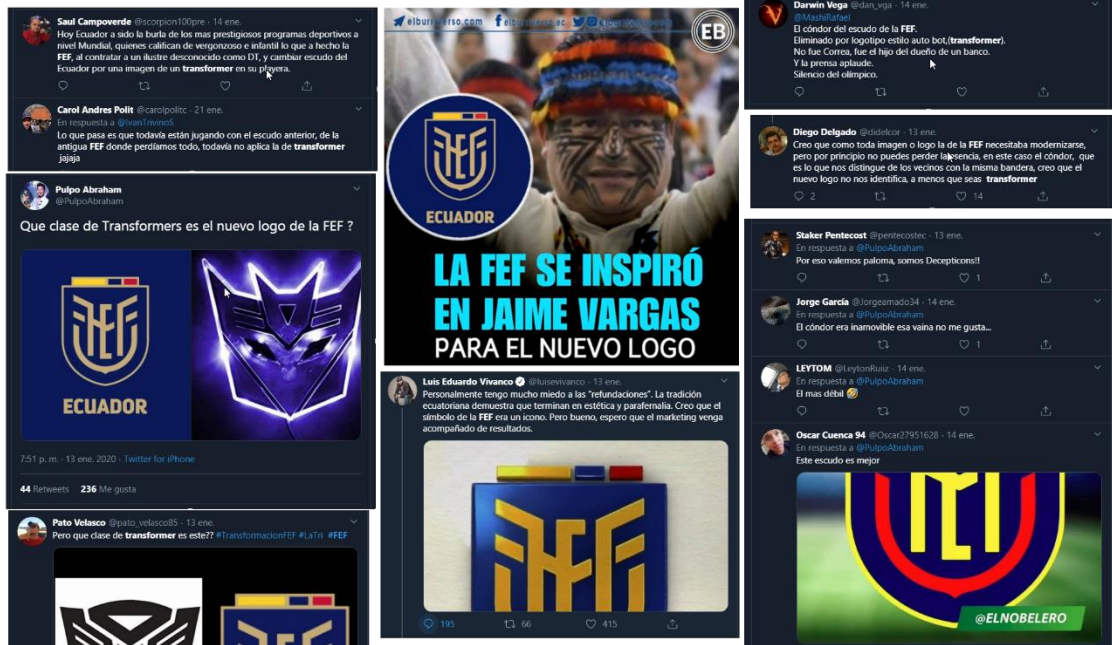 Saul Campoverde @scorpion100pre · 14 ene.
Hoy Ecuador a sido la burla de los mas prestigiosos programas deportivos a
nivel Mundial, quienes califican de vergonzoso e infantil lo que a hecho la
FEF, al contratar a un ilustre desconocido como DT, y cambiar escudo del
Ecuador por una imagen de un transformer en su playera.
Carol Andres Polit @carolpolitc · 21 ene.
En respuesta a @IvanTrivinoS
Lo que pasa es que todavía están jugando con el escudo anterior, de la
antigua FEF donde perdíamos todo, todavía no aplica la de transformer
jajaja
Pulpo Abraham
@PulpoAbraham
Que clase de Transformers es el nuevo logo de la FEF ?
FEF
ECUADOR
7:51 p. m. · 13 ene. 2020 · Twitter for iPhone
44 Retweets 236 Me gusta
Pato Velasco @pato_velasco85 · 13 ene.
Pero que clase de transformer es este?? #TransformacionFEF #LaTri #FEF
elburroverso.com elburroverso.ec
EB
FEF
ECUADOR
LA FEF SE INSPIRÓ
EN JAIME VARGAS
PARA EL NUEVO LOGO
Luis Eduardo Vivanco @luisevivanco · 13 ene.
Personalmente tengo mucho miedo a las "refundaciones". La tradición
ecuatoriana demuestra que terminan en estética y parafernalia. Creo que el
símbolo de la FEF era un icono. Pero bueno, espero que el marketing venga
acompañado de resultados.
FEF
195 66 415
Darwin Vega @dan_vga · 14 ene.
@MashiRafael
El cóndor del escudo de la FEF.
Eliminado por logotipo estilo auto bot,(transformer).
No fue Correa, fue el hijo del dueño de un banco.
Y la prensa aplaude.
Silencio del olímpico.
Diego Delgado @didelcor · 13 ene.
Creo que como toda imagen o logo la de la FEF necesitaba modernizarse,
pero por principio no puedes perder la esencia, en este caso el cóndor, que
es lo que nos distingue de los vecinos con la misma bandera, creo que el
nuevo logo no nos identifica, a menos que seas transformer
2 14
Staker Pentecost @pentecostec · 13 ene.
En respuesta a @PulpoAbraham
Por eso valemos paloma, somos Decepticons!!
1
Jorge García @Jorgeamado34 · 14 ene.
En respuesta a @PulpoAbraham
El cóndor era inamovible esa vaina no me gusta...
1
LEYTOM @LeytonRuiiz · 14 ene.
En respuesta a @PulpoAbraham
El mas débil 🤣
Oscar Cuenca 94 @Oscar27951628 · 14 ene.
En respuesta a @PulpoAbraham
Este escudo es mejor
FEF
@ELNOBELERO